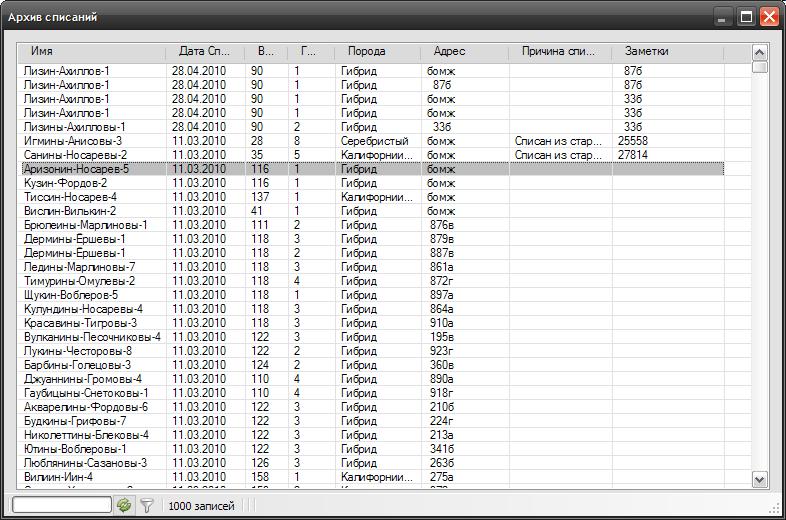 Архив списаний
Имя Дата Сп... В... Г... Порода Адрес Причина спи... Заметки
Лизин-Ахиллов-1 28.04.2010 90 1 Гибрид бомж 87б
Лизин-Ахиллов-1 28.04.2010 90 1 Гибрид 87б 87б
Лизин-Ахиллов-1 28.04.2010 90 1 Гибрид бомж 33б
Лизин-Ахиллов-1 28.04.2010 90 1 Гибрид бомж 33б
Лизины-Ахилловы-1 28.04.2010 90 2 Гибрид 33б 33б
Игмины-Анисовы-3 11.03.2010 28 8 Серебристый бомж Списан из стар... 25558
Санины-Носаревы-2 11.03.2010 35 5 Калифорнии... бомж Списан из стар... 27814
Аризонин-Носарев-5 11.03.2010 116 1 Гибрид бомж
Кузин-Фордов-2 11.03.2010 116 1 Гибрид бомж
Тиссин-Носарев-4 11.03.2010 137 1 Калифорнии... бомж
Вислин-Вилькин-2 11.03.2010 41 1 Гибрид бомж
Брюлеины-Марлиновы-1 11.03.2010 111 2 Гибрид 876в
Дермины-Ершевы-1 11.03.2010 118 3 Гибрид 879в
Дермины-Ершевы-1 11.03.2010 118 2 Гибрид 887в
Ледины-Марлиновы-7 11.03.2010 118 3 Гибрид 861а
Тимурины-Омулевы-2 11.03.2010 118 4 Гибрид 872г
Щукин-Воблеров-5 11.03.2010 118 1 Гибрид 897а
Кулундины-Носаревы-4 11.03.2010 118 3 Гибрид 864а
Красавины-Тигровы-3 11.03.2010 118 3 Гибрид 910а
Вулканины-Песочниковы-4 11.03.2010 122 3 Гибрид 195в
Лукины-Честоровы-8 11.03.2010 122 2 Гибрид 923г
Барбины-Голецовы-3 11.03.2010 124 2 Гибрид 360в
Джуаннины-Громовы-4 11.03.2010 110 4 Гибрид 890а
Гаубицыны-Снетоковы-1 11.03.2010 110 4 Гибрид 918г
Акварелины-Фордовы-6 11.03.2010 122 3 Гибрид 210б
Будкины-Грифовы-7 11.03.2010 122 3 Гибрид 224г
Николеттины-Блековы-4 11.03.2010 122 3 Гибрид 213а
Ютины-Воблеровы-1 11.03.2010 122 3 Гибрид 341б
Люблянины-Сазановы-3 11.03.2010 126 3 Гибрид 263б
Вилиин-Иин-4 11.03.2010 158 1 Калифорнии... 275а
1000 записей